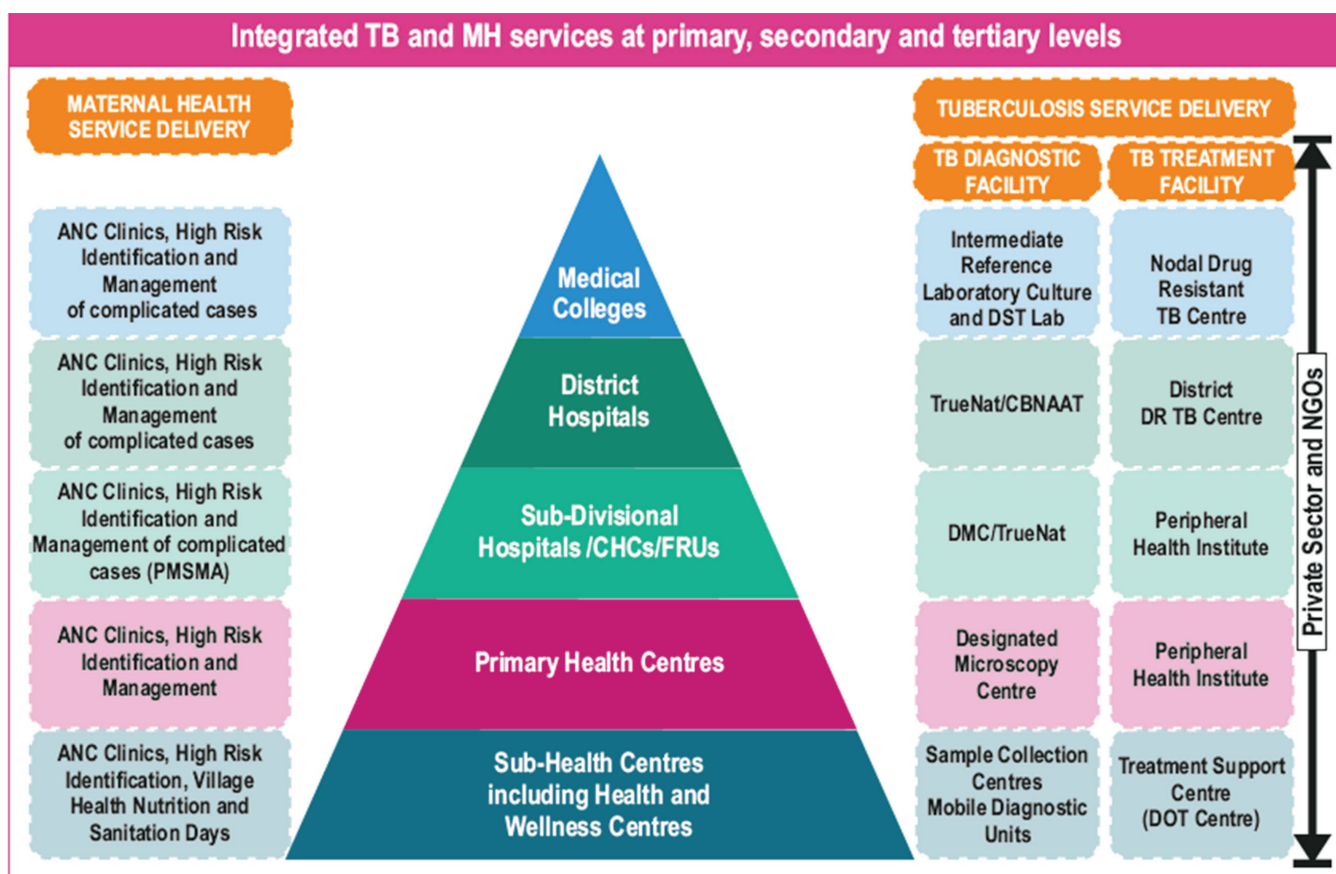 Integrated TB and MH services at primary, secondary and tertiary levels
MATERNAL HEALTH
SERVICE DELIVERY
TUBERCULOSIS SERVICE DELIVERY
TB DIAGNOSTIC
FACILITY
TB TREATMENT
FACILITY
ANC Clinics, High Risk
Identification and
Management
of complicated cases
Medical
Colleges
Intermediate
Reference
Laboratory Culture
and DST Lab
Nodal Drug
Resistant
TB Centre
ANC Clinics, High Risk
Identification and
Management
of complicated cases
District
Hospitals
TrueNat/CBNAAT
District
DR TB Centre
ANC Clinics, High Risk
Identification and
Management of complicated
cases (PMSMA)
Sub-Divisional
Hospitals /CHCs/FRUs
DMC/TrueNat
Peripheral
Health Institute
ANC Clinics, High Risk
Identification and
Management
Primary Health Centres
Designated
Microscopy
Centre
Peripheral
Health Institute
ANC Clinics, High Risk
Identification, Village
Health Nutrition and
Sanitation Days
Sub-Health Centres
including Health and
Wellness Centres
Sample Collection
Centres
Mobile Diagnostic
Units
Treatment Support
Centre
(DOT Centre)
Private Sector and NGOs